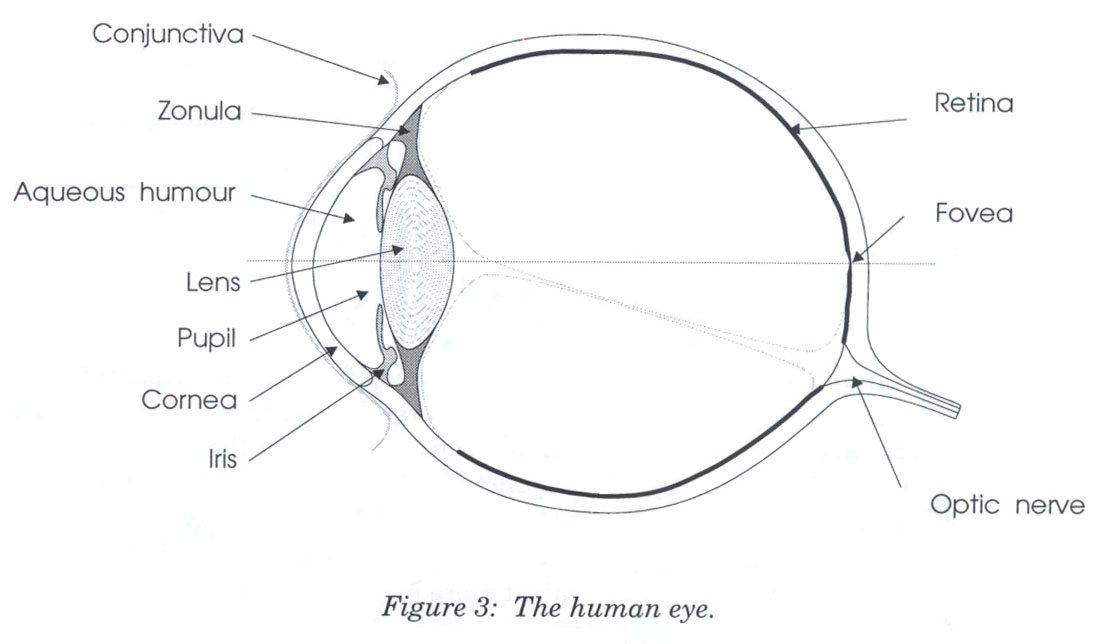 Conjunctiva
Zonula
Aqueous humour
Lens
Pupil
Cornea
Iris
Retina
Fovea
Optic nerve
Figure 3: The human eye.